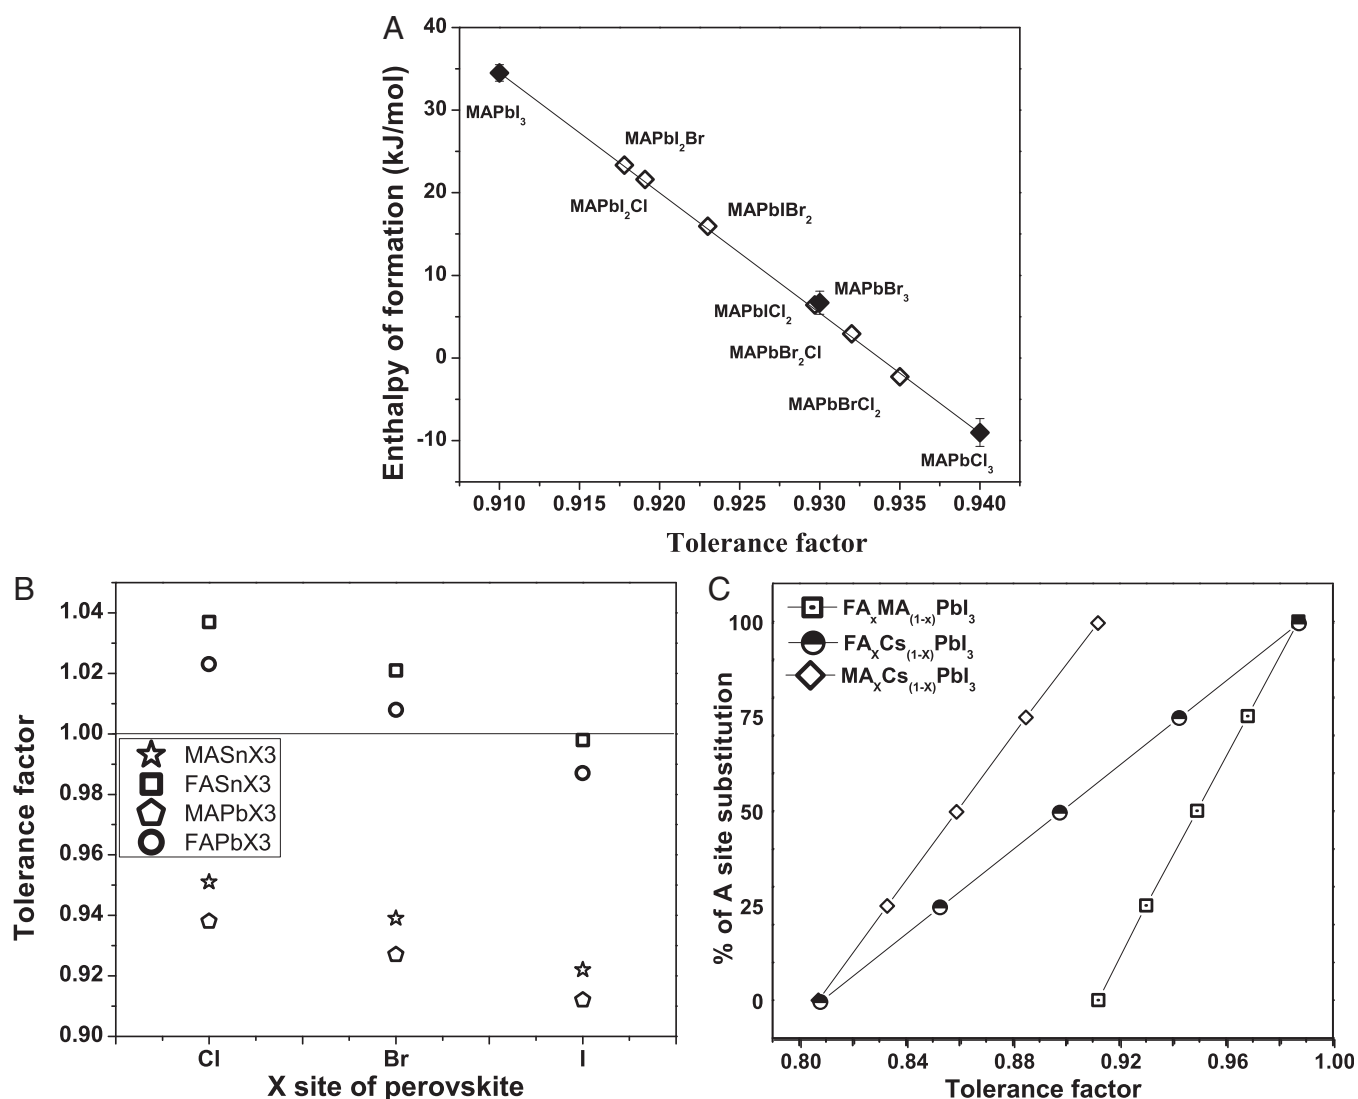 A
Enthalpy of formation (kJ/mol)
40
30
20
10
0
-10
MAPbI₃
MAPbI₂Br
MAPbI₂Cl
MAPbIBr₂
MAPbBr₃
MAPbICl₂
MAPbBr₂Cl
MAPbBrCl₂
MAPbCl₃
0.910 0.915 0.920 0.925 0.930 0.935 0.940
Tolerance factor
B
Tolerance factor
1.04
1.02
1.00
0.98
0.96
0.94
0.92
0.90
MASnX3
FASnX3
MAPbX3
FAPbX3
Cl Br I
X site of perovskite
C
% of A site substitution
100
75
50
25
0
FAₓMA₍₁₋ₓ₎PbI₃
FA_XCs_(1-X)PbI₃
MA_XCs_(1-X)PbI₃
0.80 0.84 0.88 0.92 0.96 1.00
Tolerance factor